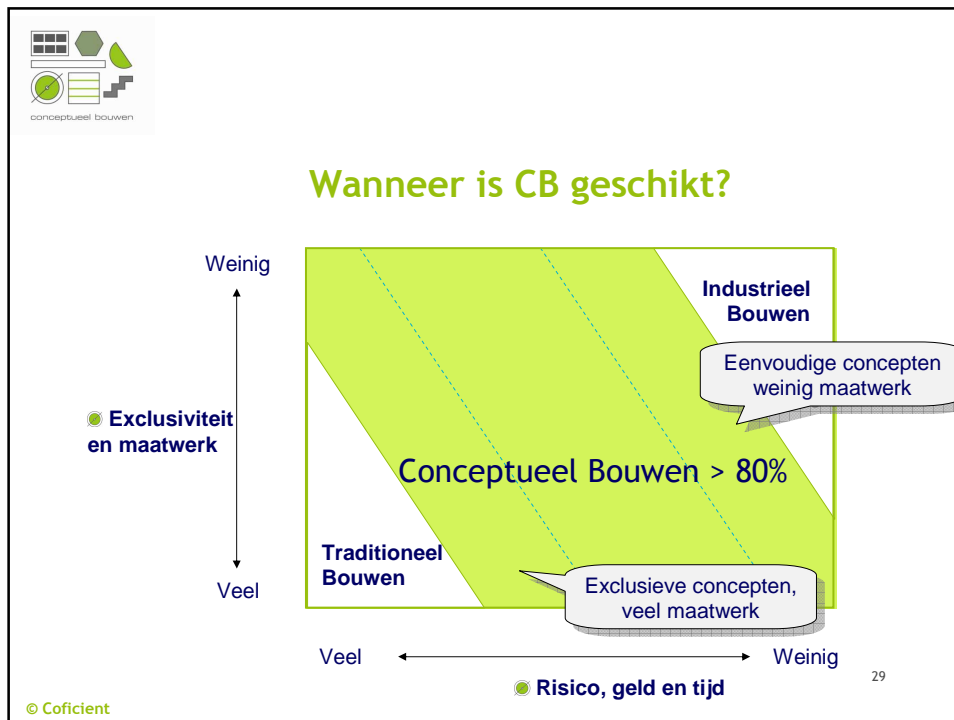 conceptueel bouwen
Wanneer is CB geschikt?
Weinig
Industrieel
Bouwen
Eenvoudige concepten
weinig maatwerk
Exclusiviteit
en maatwerk
Conceptueel Bouwen > 80%
Traditioneel
Bouwen
Exclusieve concepten,
veel maatwerk
Veel
Veel
Weinig
Risico, geld en tijd
29
© Coficient